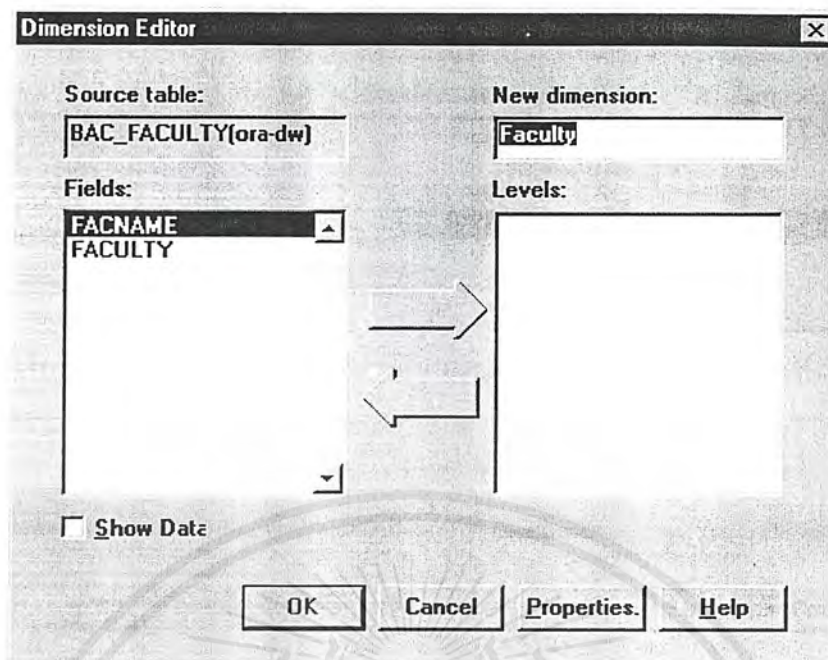 Dimension Editor
Source table:
BAC_FACULTY(ora-dw)
Fields:
FACNAME
FACULTY
Show Data
New dimension:
Faculty
Levels:
OK Cancel Properties. Help